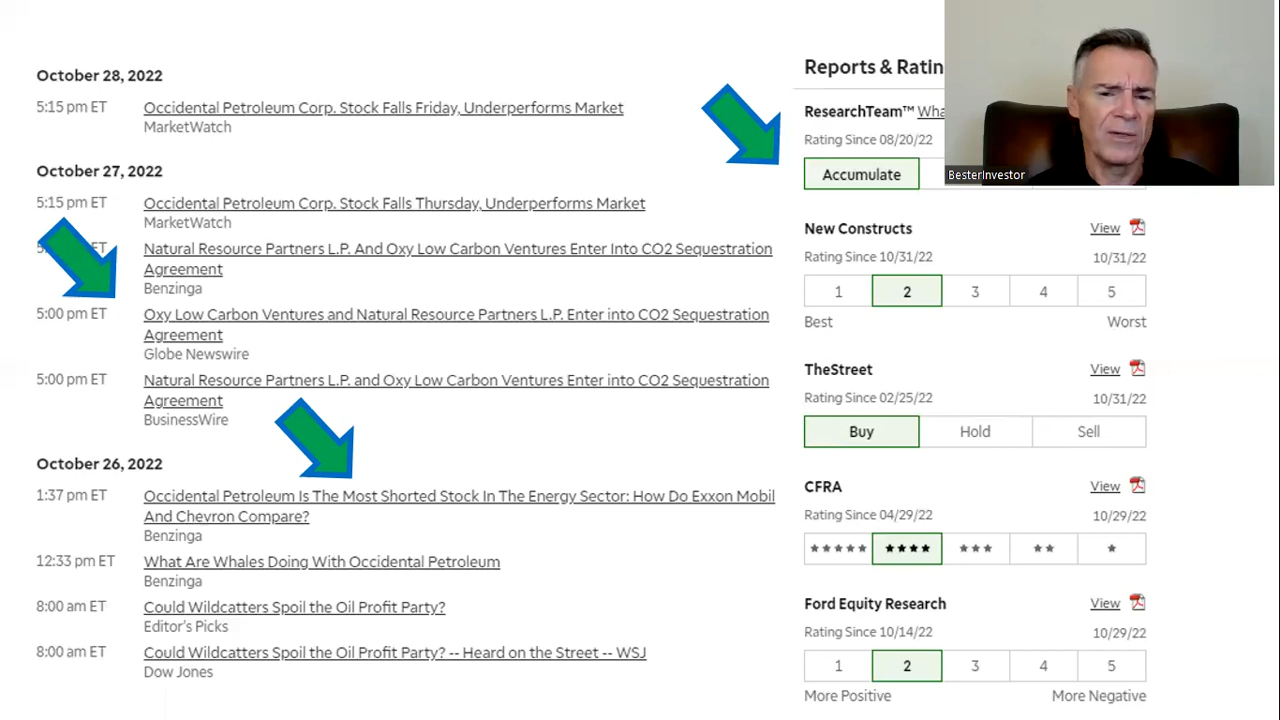 October 28, 2022
5:15 pm ET
Occidental Petroleum Corp. Stock Falls Friday, Underperforms Market
MarketWatch
October 27, 2022
5:15 pm ET
Occidental Petroleum Corp. Stock Falls Thursday, Underperforms Market
MarketWatch
ET
Natural Resource Partners L.P. And Oxy Low Carbon Ventures Enter Into CO2 Sequestration
Agreement
Benzinga
5:00 pm ET
Oxy Low Carbon Ventures and Natural Resource Partners L.P. Enter into CO2 Sequestration
Agreement
Globe Newswire
5:00 pm ET
Natural Resource Partners L.P. and Oxy Low Carbon Ventures Enter into CO2 Sequestration
Agreement
BusinessWire
October 26, 2022
1:37 pm ET
Occidental Petroleum Is The Most Shorted Stock In The Energy Sector: How Do Exxon Mobil
And Chevron Compare?
Benzinga
12:33 pm ET
What Are Whales Doing With Occidental Petroleum
Benzinga
8:00 am ET
Could Wildcatters Spoil the Oil Profit Party?
Editor's Picks
8:00 am ET
Could Wildcatters Spoil the Oil Profit Party? -- Heard on the Street -- WSJ
Dow Jones
Reports &
ResearchTeam™
Rating Since 08/20/22
Accumulate
BesterInvestor
New Constructs View
Rating Since 10/31/22 10/31/22
1 2 3 4 5
Best Worst
TheStreet View
Rating Since 02/25/22 10/31/22
Buy Hold Sell
CFRA View
Rating Since 04/29/22 10/29/22
★★★★★ ★★★★ ★★★ ★★ ★
Ford Equity Research View
Rating Since 10/14/22 10/29/22
1 2 3 4 5
More Positive More Negative